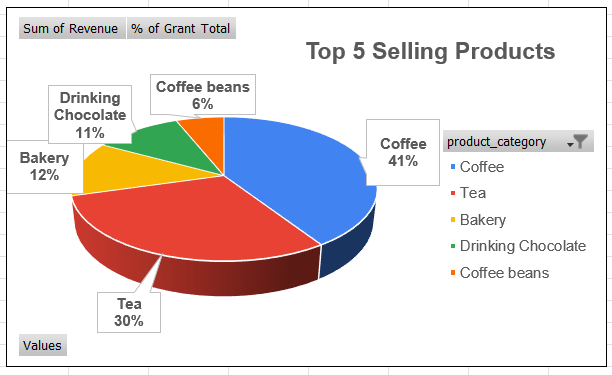 Sum of Revenue
% of Grant Total
Top 5 Selling Products
Coffee beans
6%
Drinking
Chocolate
11%
Coffee
41%
Bakery
12%
Tea
30%
product_category
Coffee
Tea
Bakery
Drinking Chocolate
Coffee beans
Values